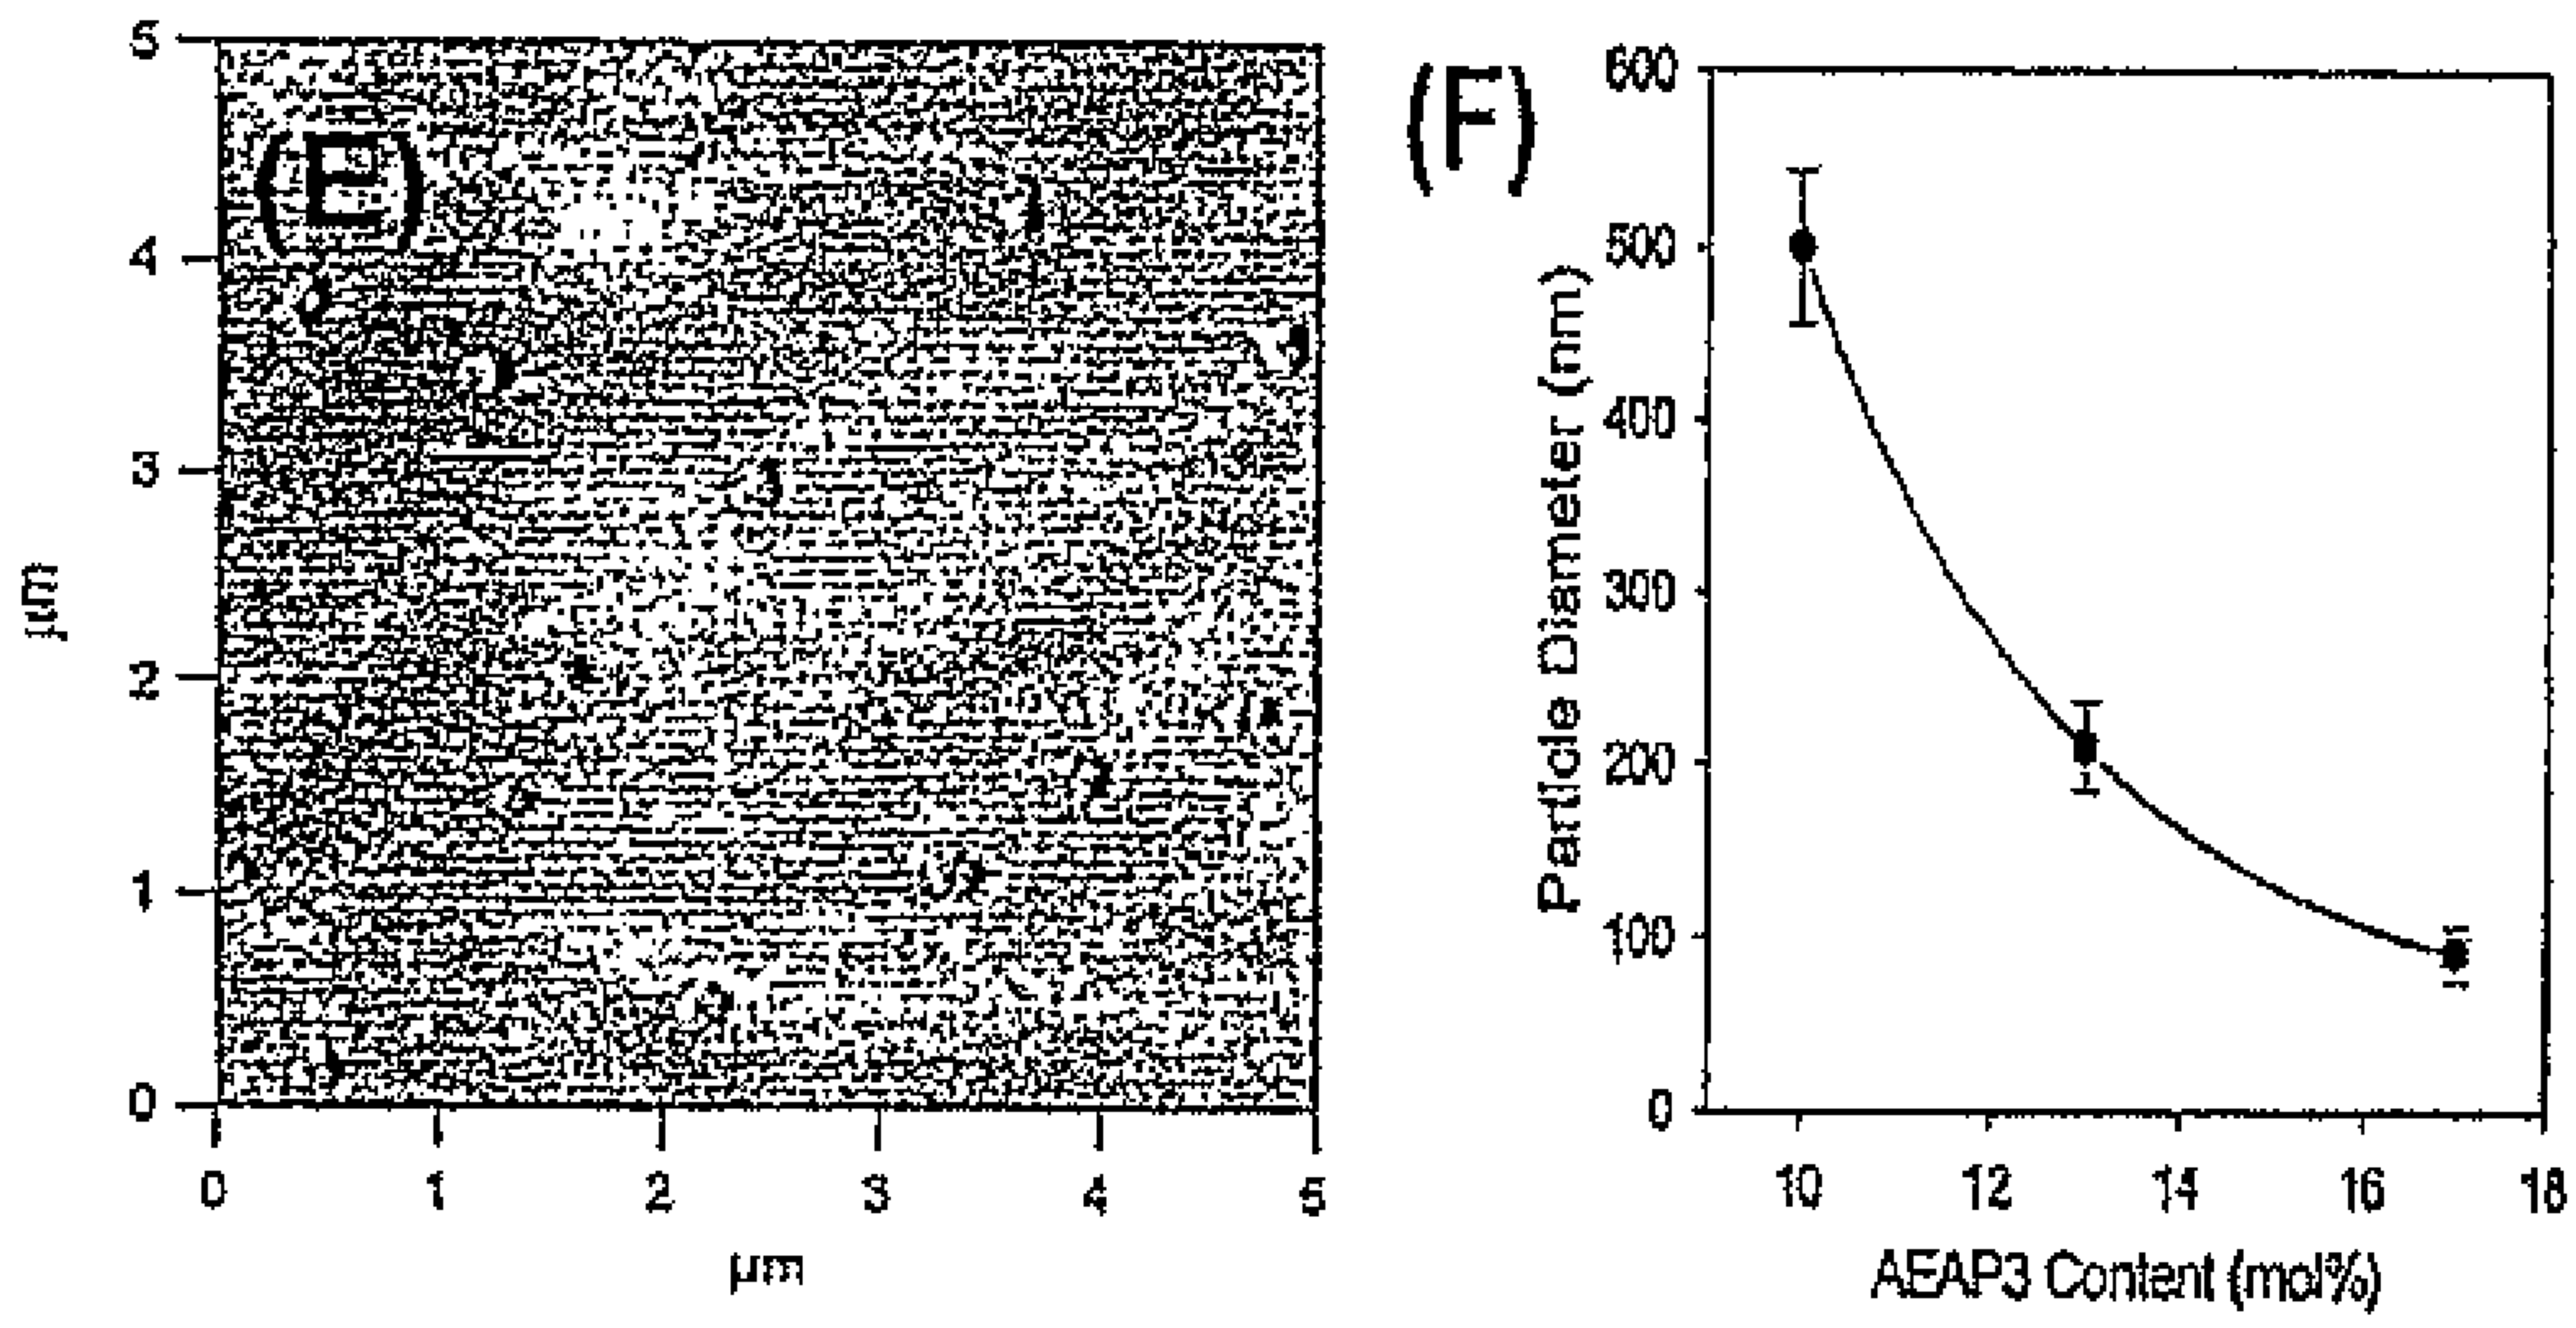 (E)
5
4
3
2
1
0
µm
0 1 2 3 4 5
µm
(F)
600
500
400
300
200
100
0
Particle Diameter (nm)
10 12 14 16 18
AEAP3 Content (mol%)